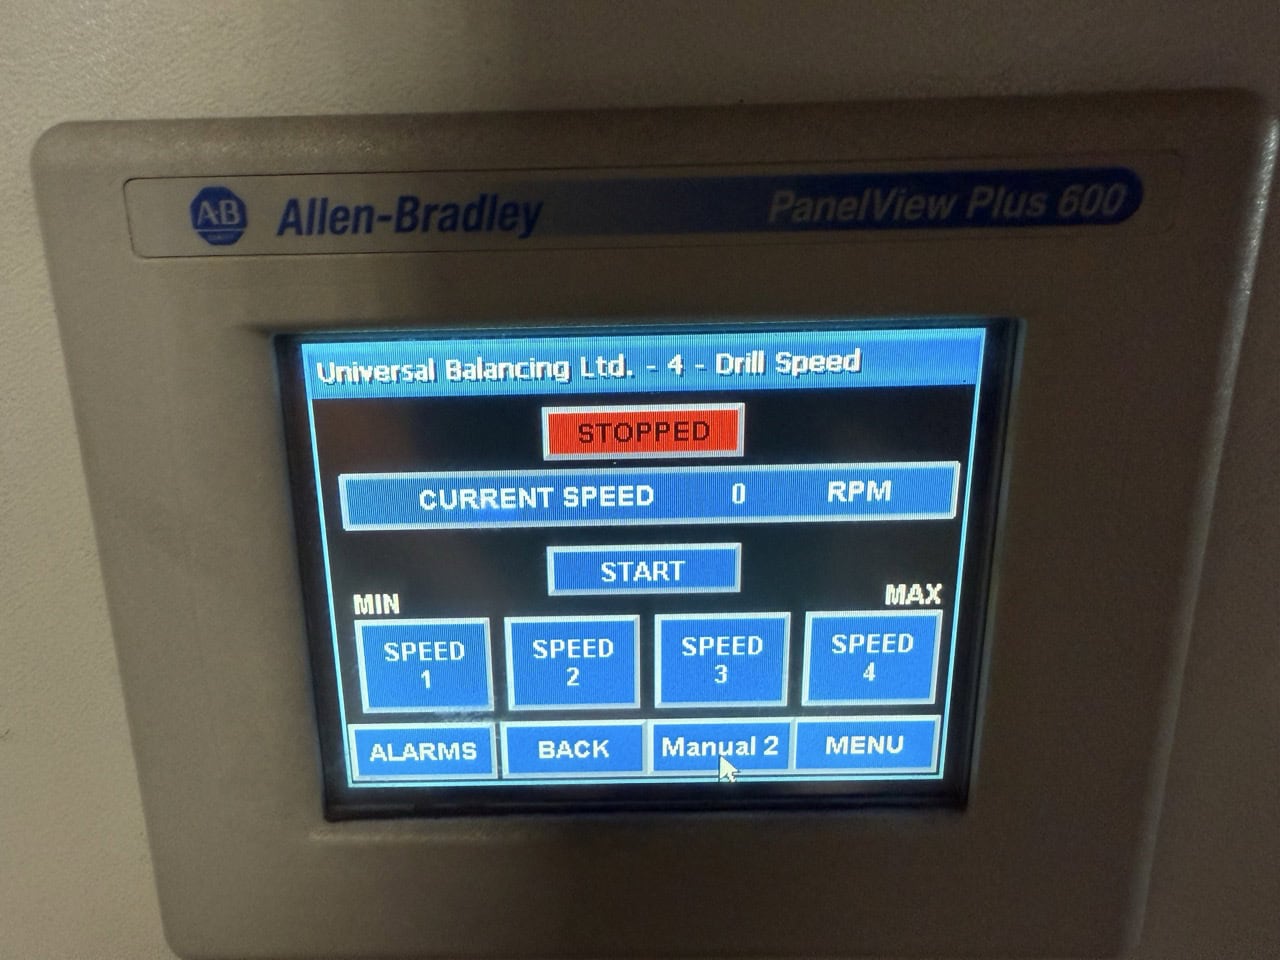 A·B
Allen-Bradley
PanelView Plus 600
Universal Balancing Ltd. - 4 - Drill Speed
STOPPED
CURRENT SPEED 0 RPM
START
MIN MAX
SPEED 1
SPEED 2
SPEED 3
SPEED 4
ALARMS BACK Manual 2 MENU